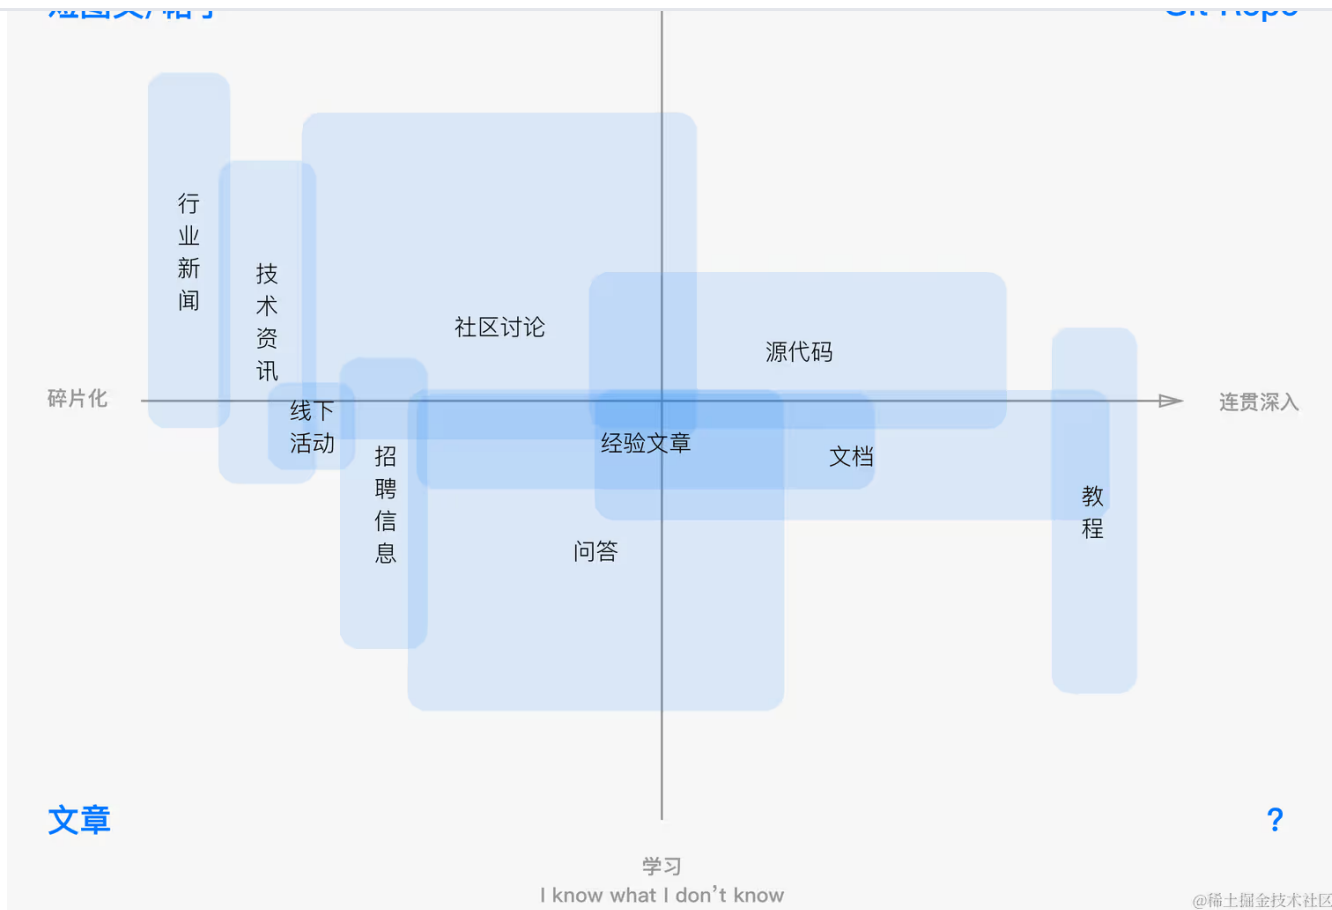 Git Repo
行业新闻
技术资讯
社区讨论
源代码
碎片化
连贯深入
线下
活动
招聘信息
经验文章
文档
教程
问答
文章
?
学习
I know what I don’t know
@稀土掘金技术社区